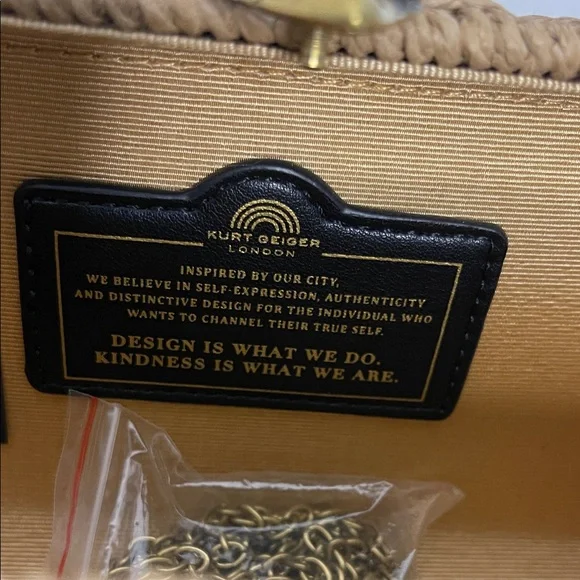 KURT GEIGER
LONDON
INSPIRED BY OUR CITY,
WE BELIEVE IN SELF-EXPRESSION, AUTHENTICITY
AND DISTINCTIVE DESIGN FOR THE INDIVIDUAL WHO
WANTS TO CHANNEL THEIR TRUE SELF.
DESIGN IS WHAT WE DO.
KINDNESS IS WHAT WE ARE.